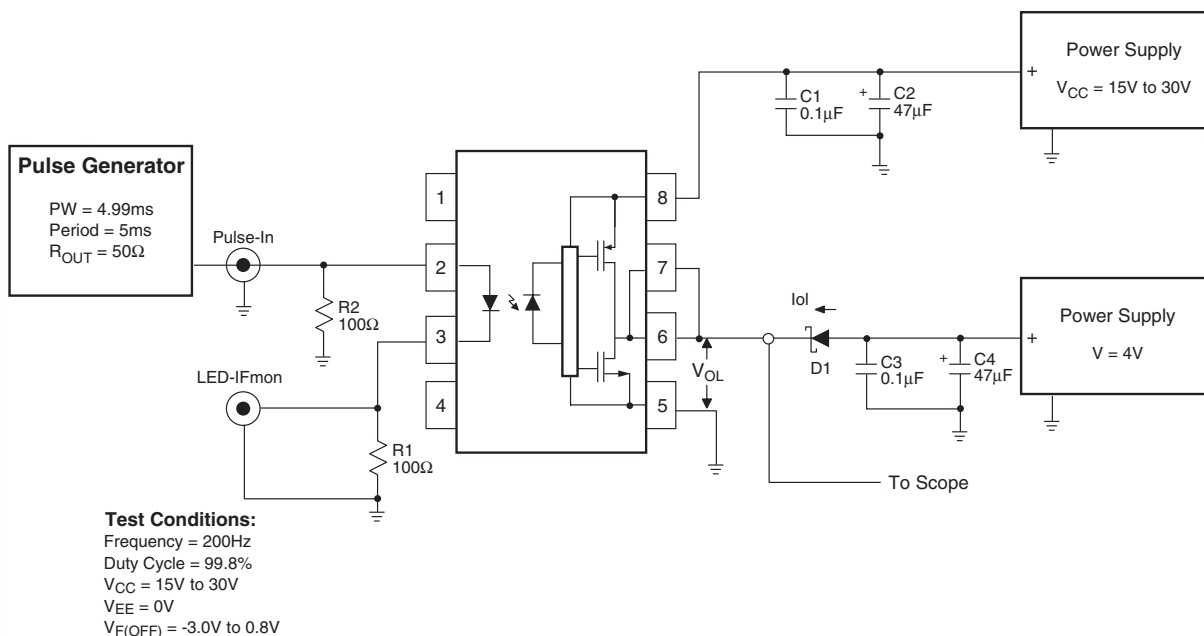 Power Supply
VCC = 15V to 30V
+
C1
0.1μF
+
C2
47μF
Pulse Generator
PW = 4.99ms
Period = 5ms
ROUT = 50Ω
Pulse-In
R2
100Ω
LED-IFmon
R1
100Ω
1
2
3
4
8
7
6
5
VOL
Iol
D1
C3
0.1μF
+
C4
47μF
Power Supply
V = 4V
+
To Scope
Test Conditions:
Frequency = 200Hz
Duty Cycle = 99.8%
VCC = 15V to 30V
VEE = 0V
VF(OFF) = -3.0V to 0.8V